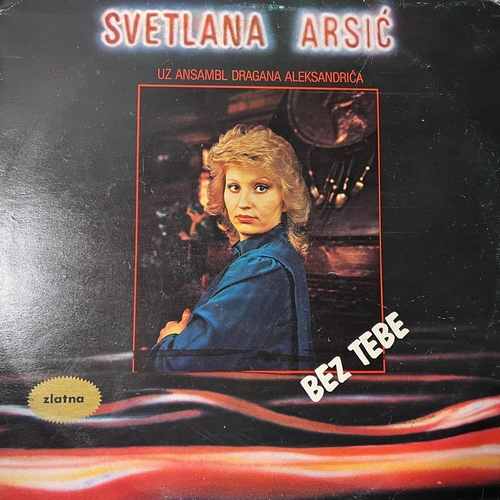 SVETLANA ARSIĆ
UZ ANSAMBL DRAGANA ALEKSANDRIĆA
BEZ TEBE
zlatna